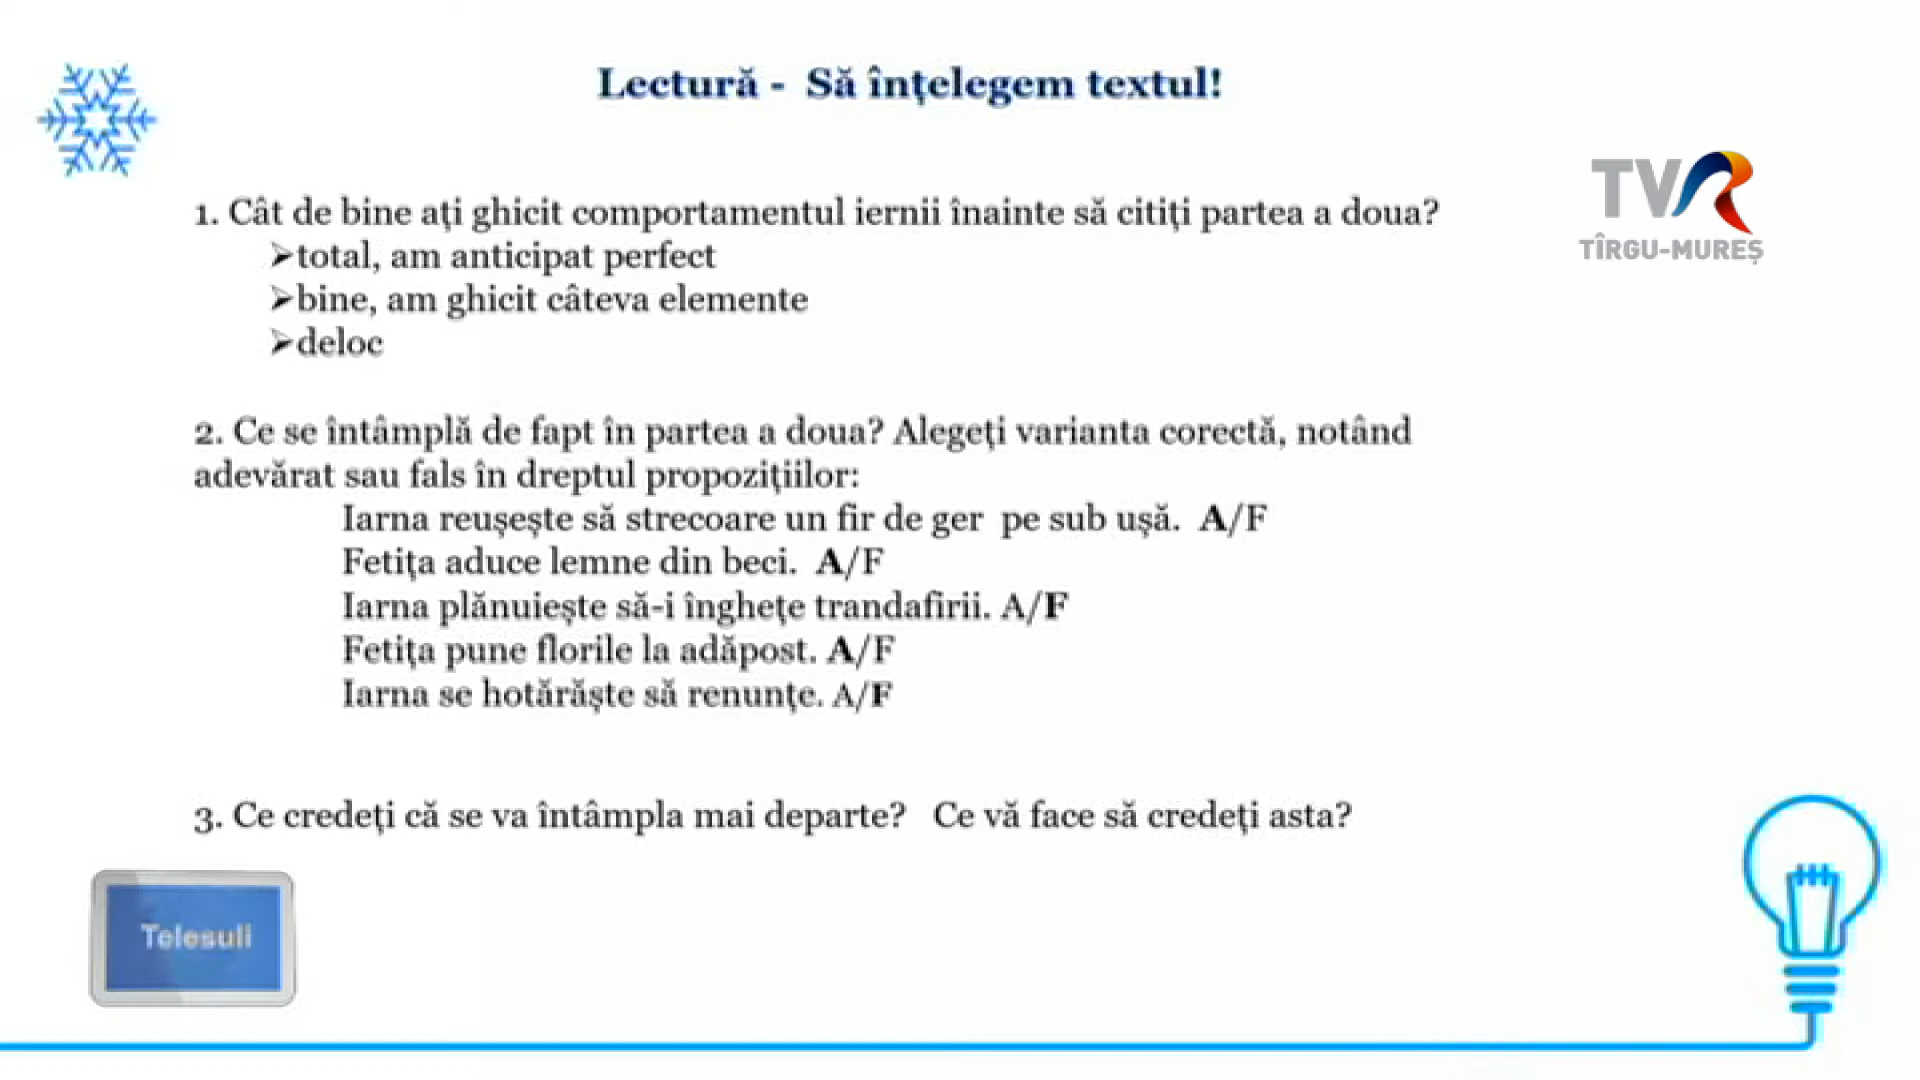 Lectură - Să înțelegem textul!
TVR
TÎRGU-MUREȘ
1. Cât de bine ați ghicit comportamentul iernii înainte să citiți partea a doua?
➢total, am anticipat perfect
➢bine, am ghicit câteva elemente
➢deloc
2. Ce se întâmplă de fapt în partea a doua? Alegeți varianta corectă, notând
adevărat sau fals în dreptul propozițiilor:
Iarna reușește să strecoare un fir de ger pe sub ușă. A/F
Fetița aduce lemne din beci. A/F
Iarna plănuiește să-i înghețe trandafirii. A/F
Fetița pune florile la adăpost. A/F
Iarna se hotărăște să renunțe. A/F
3. Ce credeți că se va întâmpla mai departe? Ce vă face să credeți asta?
Telesuli